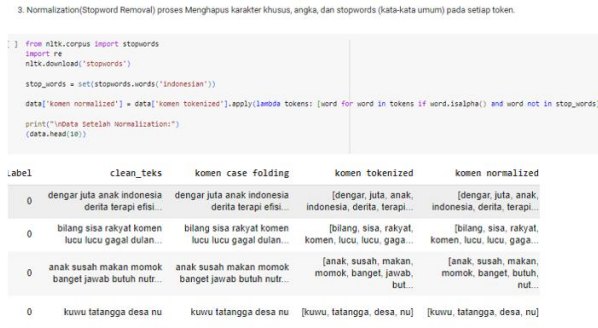 3. Normalization(Stopword Removal) proses Menghapus karakter khusus, angka, dan stopwords (kata-kata umum) pada setiap token.
[ ] from nltk.corpus import stopwords
import re
nltk.download('stopwords')
stop_words = set(stopwords.words('indonesian'))
data['komen normalized'] = data['komen tokenized'].apply(lambda tokens: [word for word in tokens if word.isalpha() and word not in stop_words
print("\nData Setelah Normalization:")
(data.head(10))
Label clean_teks komen case folding komen tokenized komen normalized
0 dengar juta anak indonesia derita terapi efisi... dengar juta anak indonesia derita terapi efisi... [dengar, juta, anak, indonesia, derita, terapi... [dengar, juta, anak, indonesia, derita, terapi...
0 bilang sisa rakyat komen lucu lucu gagal dulan... bilang sisa rakyat komen lucu lucu gagal dulan... [bilang, sisa, rakyat, komen, lucu, lucu, gaga... [bilang, sisa, rakyat, komen, lucu, lucu, gaga...
0 anak susah makan momok banget jawab butuh nutr... anak susah makan momok banget jawab butuh nutr... [anak, susah, makan, momok, banget, jawab, but... [anak, susah, makan, momok, banget, butuh, nut...
0 kuwu tatangga desa nu kuwu tatangga desa nu [kuwu, tatangga, desa, nu] [kuwu, tatangga, desa, nu]